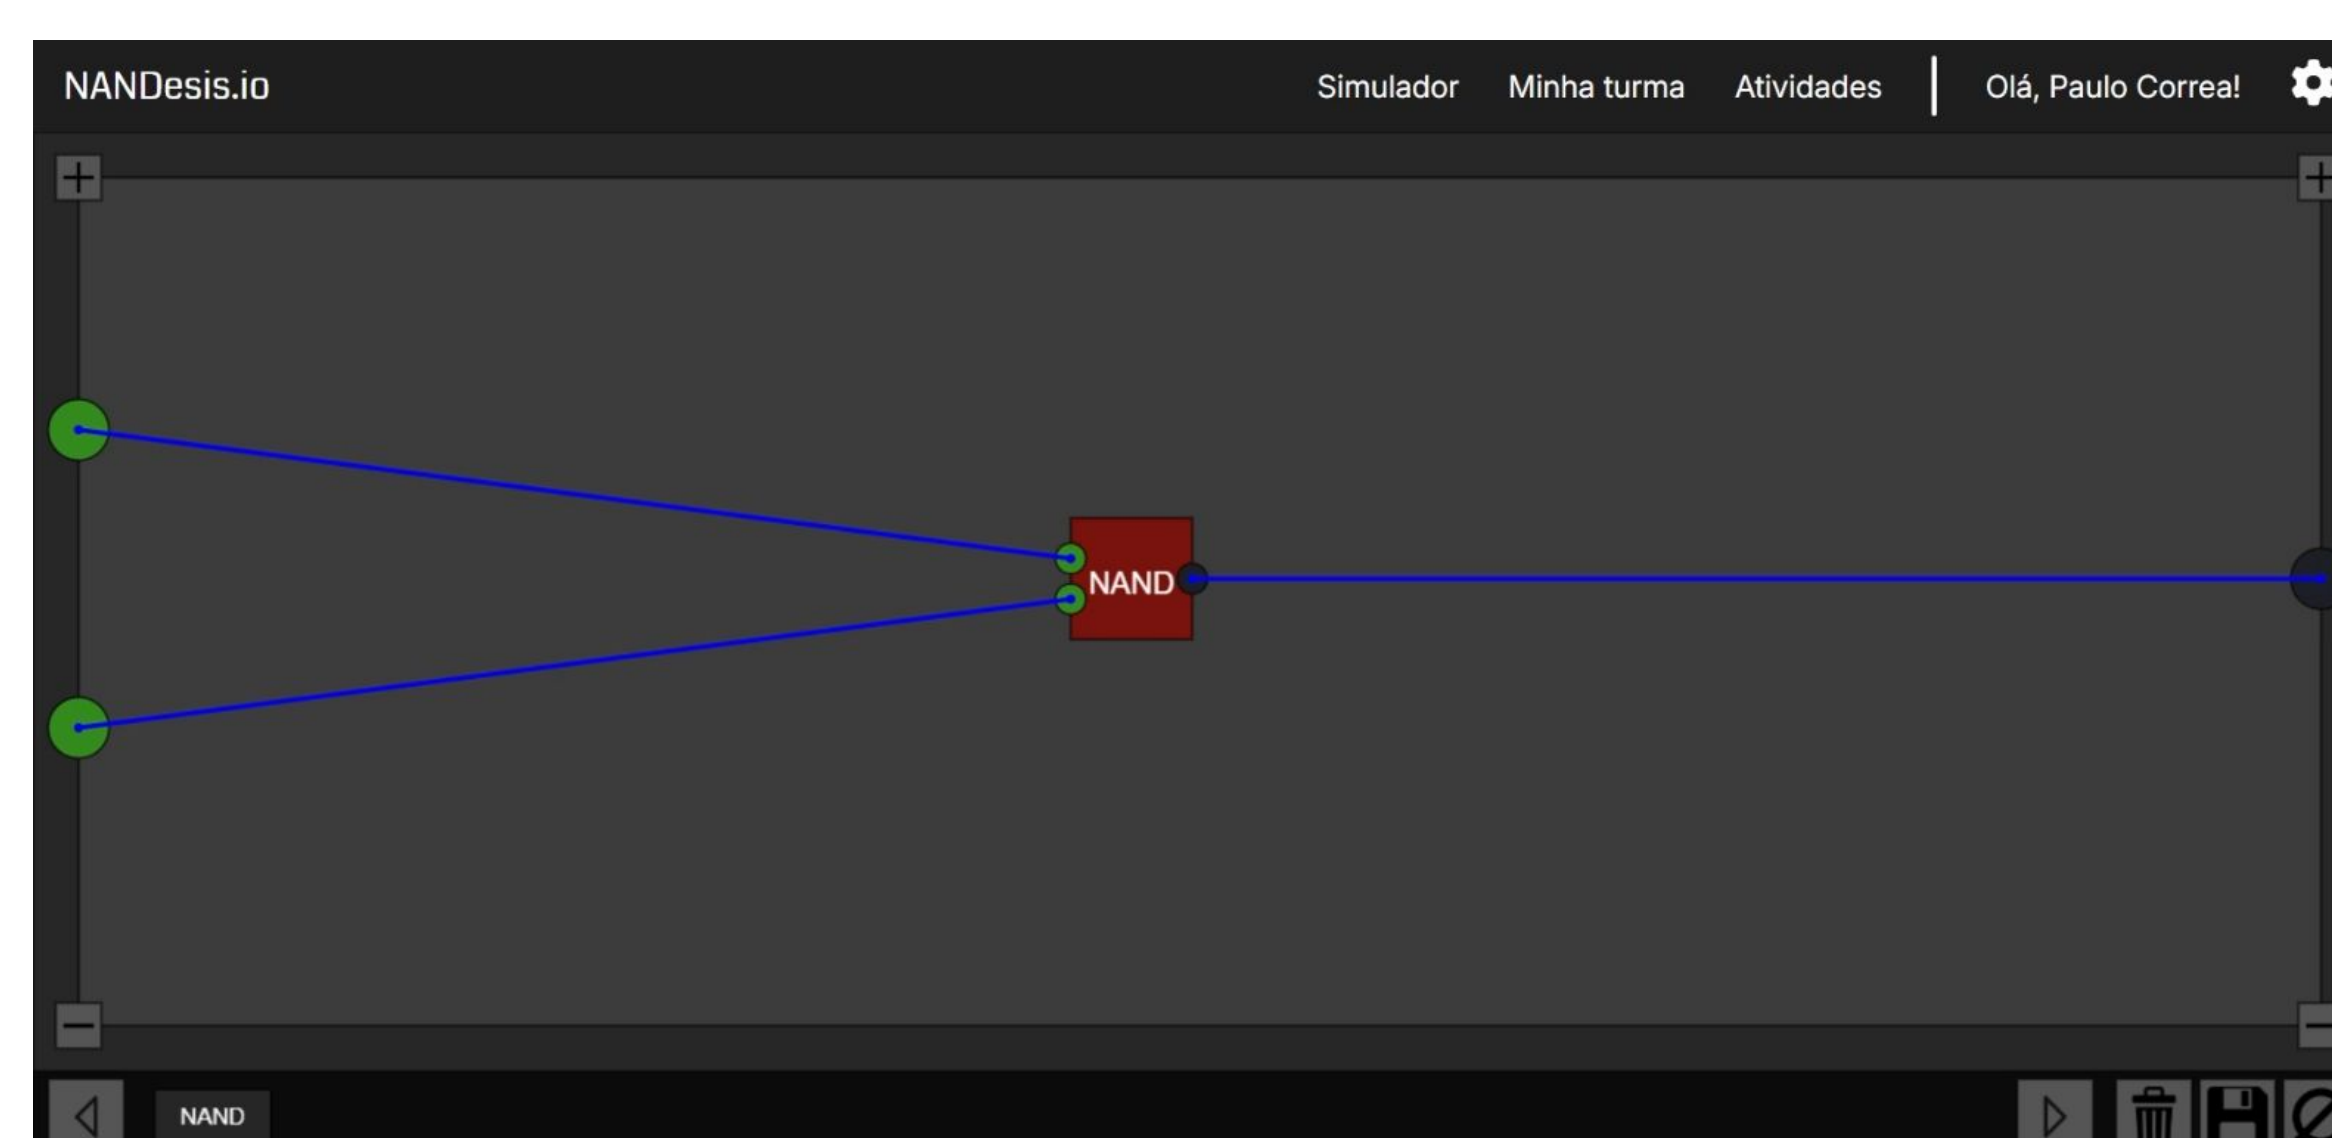 NANDesis.io
Simulador Minha turma Atividades Olá, Paulo Correa!
NAND
NAND